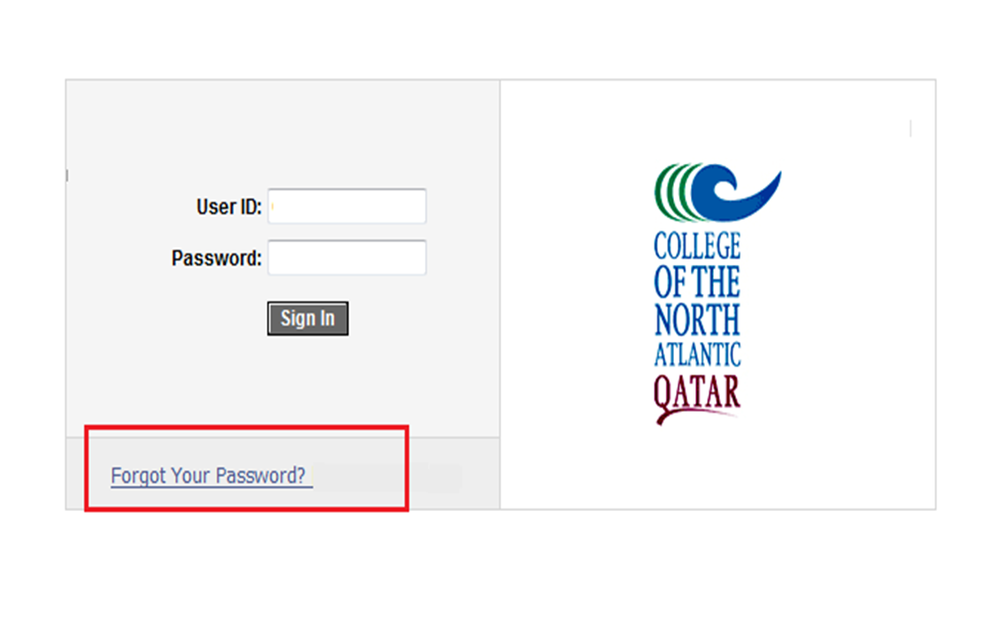 User ID:
Password:
Sign In
Forgot Your Password?
COLLEGE
OF THE
NORTH
ATLANTIC
QATAR